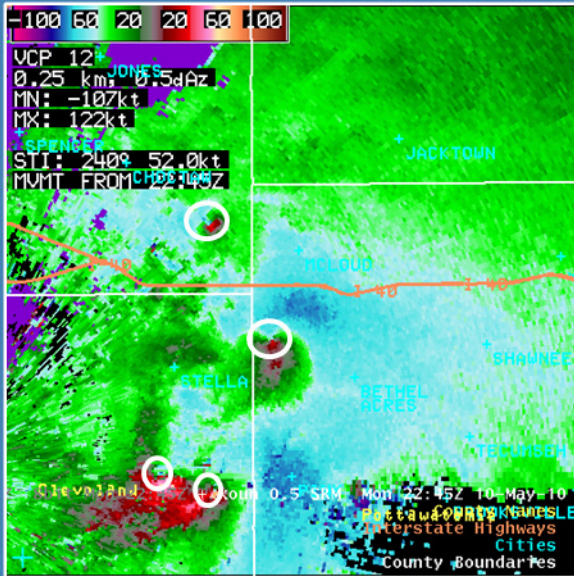 -100 60 20 20 60 100
VCP 12
JONES
0.25 km; 0.5dAz
MN: -107kt
MX: 122kt
SPENCER
JACKTOWN
STI: 240º 52.0kt
CHOCTAW
MVMT FROM 22:45Z
I-40
MCLOUD
I-40
I-40
SHAWNEE
STELLA
BETHEL
ACRES
TECUMSEH
Cleveland
0.5 SRM Mon 22:45Z 10-May-10
Pottawatomie
Interstate Highways
Cities
County Boundaries